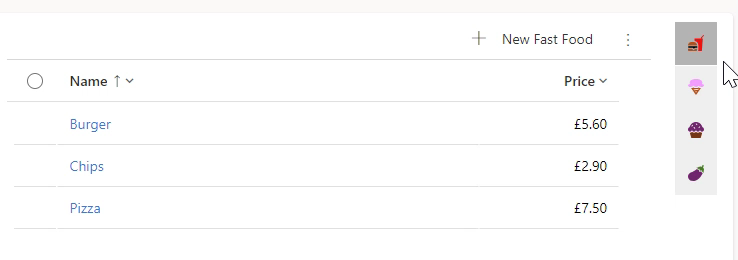 New Fast Food
Name Price
Burger £5.60
Chips £2.90
Pizza £7.50